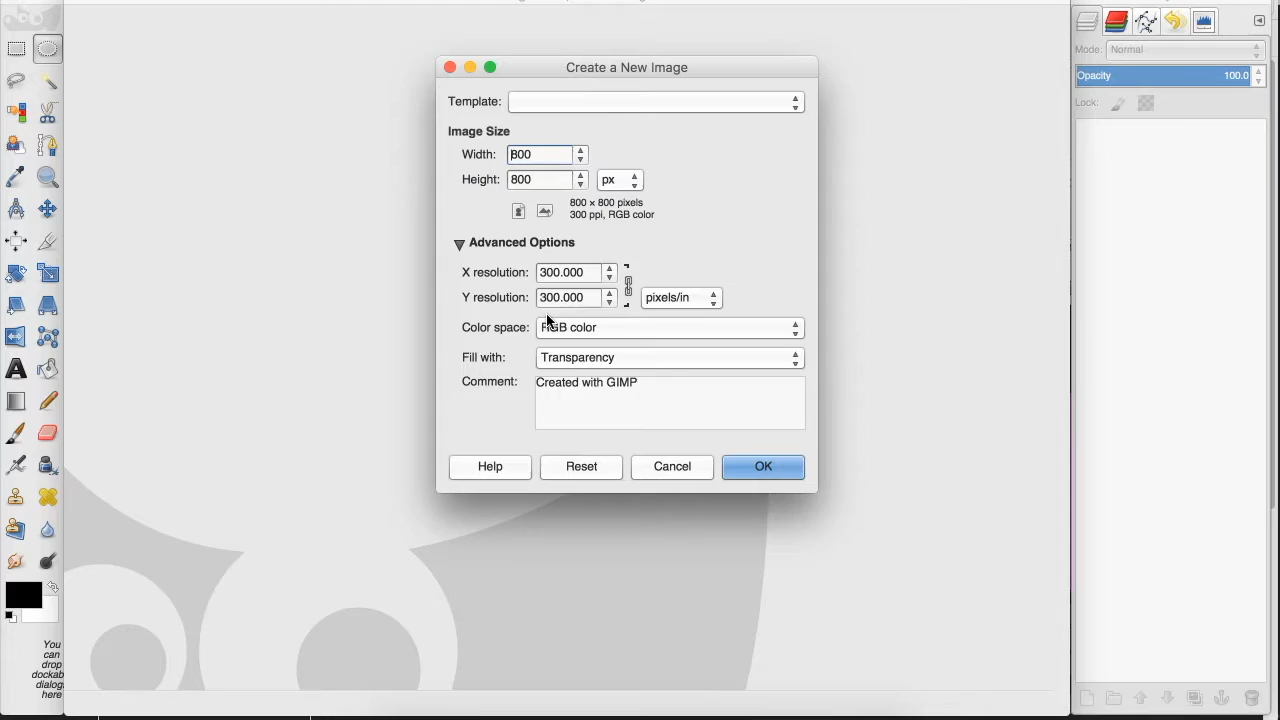 Create a New Image
Template:
Image Size
Width: 800
Height: 800 px
800 × 800 pixels
300 ppi, RGB color
Advanced Options
X resolution: 300.000
Y resolution: 300.000 pixels/in
Color space: RGB color
Fill with: Transparency
Comment: Created with GIMP
Help Reset Cancel OK
Mode: Normal
Opacity 100.0
Lock:
You
can
drop
dockab
dialog
here